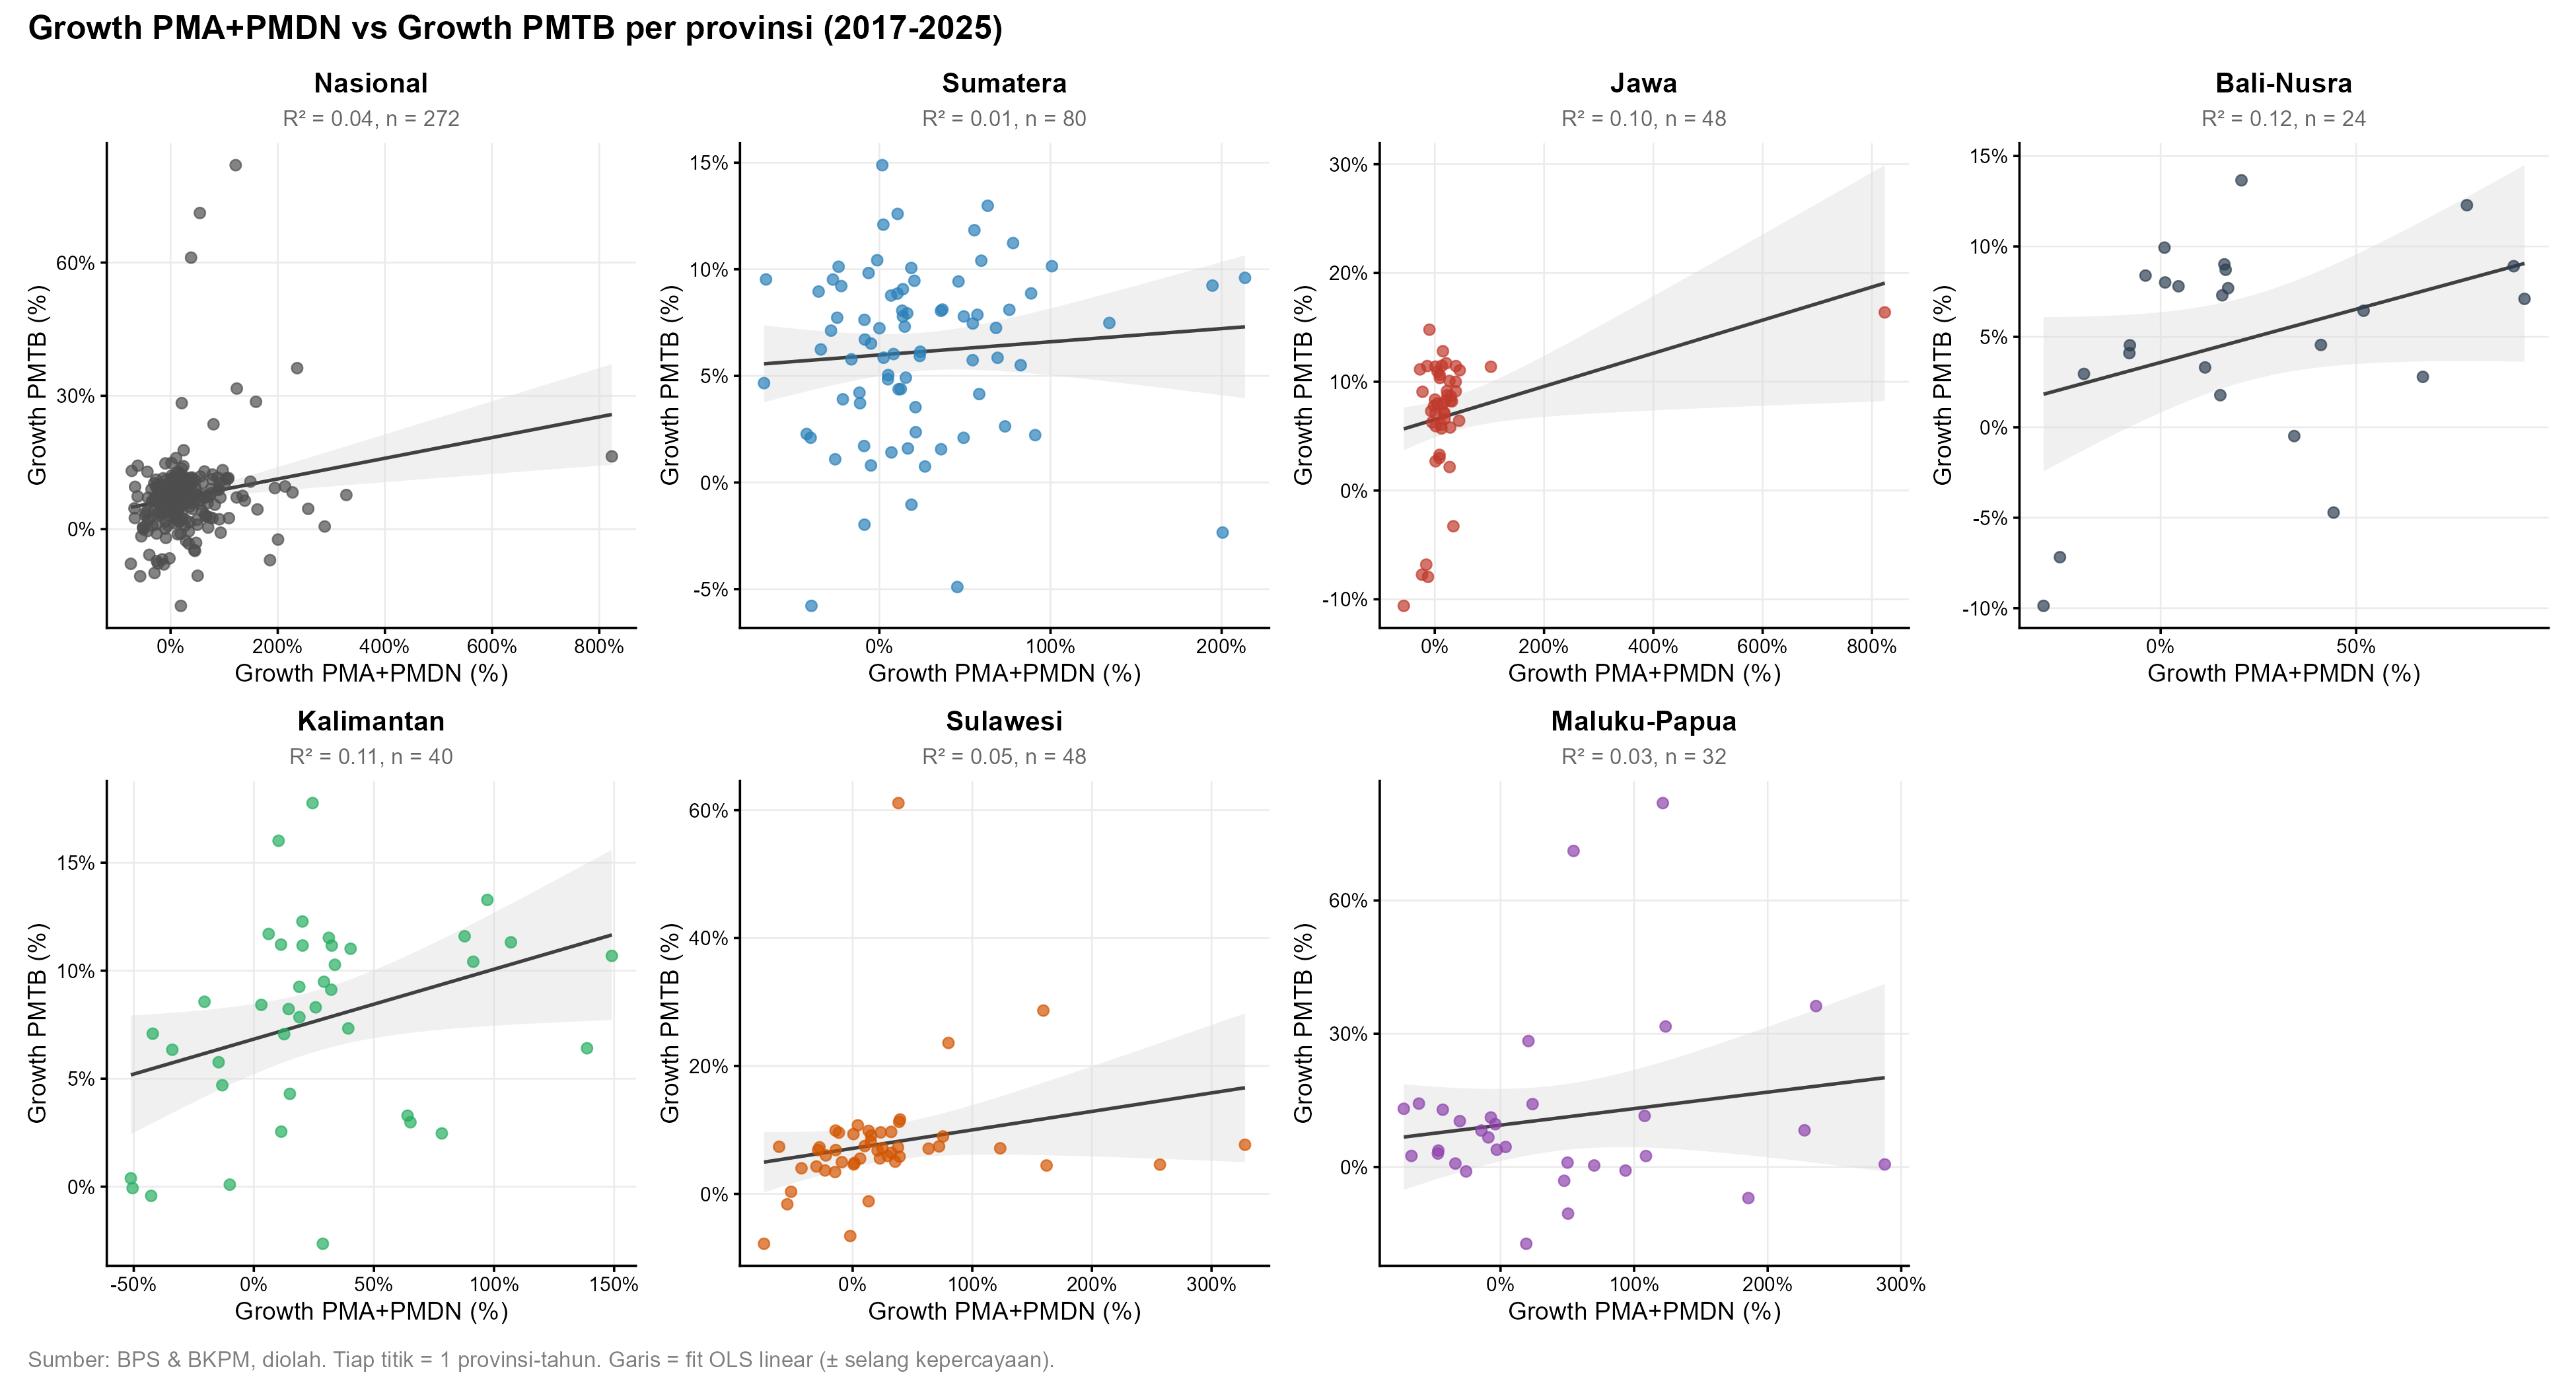 Growth PMA+PMDN vs Growth PMTB per provinsi (2017-2025)
Nasional
R² = 0.04, n = 272
Growth PMTB (%)
60%
30%
0%
0%
200%
400%
600%
800%
Growth PMA+PMDN (%)
Sumatera
R² = 0.01, n = 80
Growth PMTB (%)
15%
10%
5%
0%
-5%
0%
100%
200%
Growth PMA+PMDN (%)
Jawa
R² = 0.10, n = 48
Growth PMTB (%)
30%
20%
10%
0%
-10%
0%
200%
400%
600%
800%
Growth PMA+PMDN (%)
Bali-Nusra
R² = 0.12, n = 24
Growth PMTB (%)
15%
10%
5%
0%
-5%
-10%
0%
50%
Growth PMA+PMDN (%)
Kalimantan
R² = 0.11, n = 40
Growth PMTB (%)
15%
10%
5%
0%
-50%
0%
50%
100%
150%
Growth PMA+PMDN (%)
Sulawesi
R² = 0.05, n = 48
Growth PMTB (%)
60%
40%
20%
0%
0%
100%
200%
300%
Growth PMA+PMDN (%)
Maluku-Papua
R² = 0.03, n = 32
Growth PMTB (%)
60%
30%
0%
0%
100%
200%
300%
Growth PMA+PMDN (%)
Sumber: BPS & BKPM, diolah. Tiap titik = 1 provinsi-tahun. Garis = fit OLS linear (± selang kepercayaan).